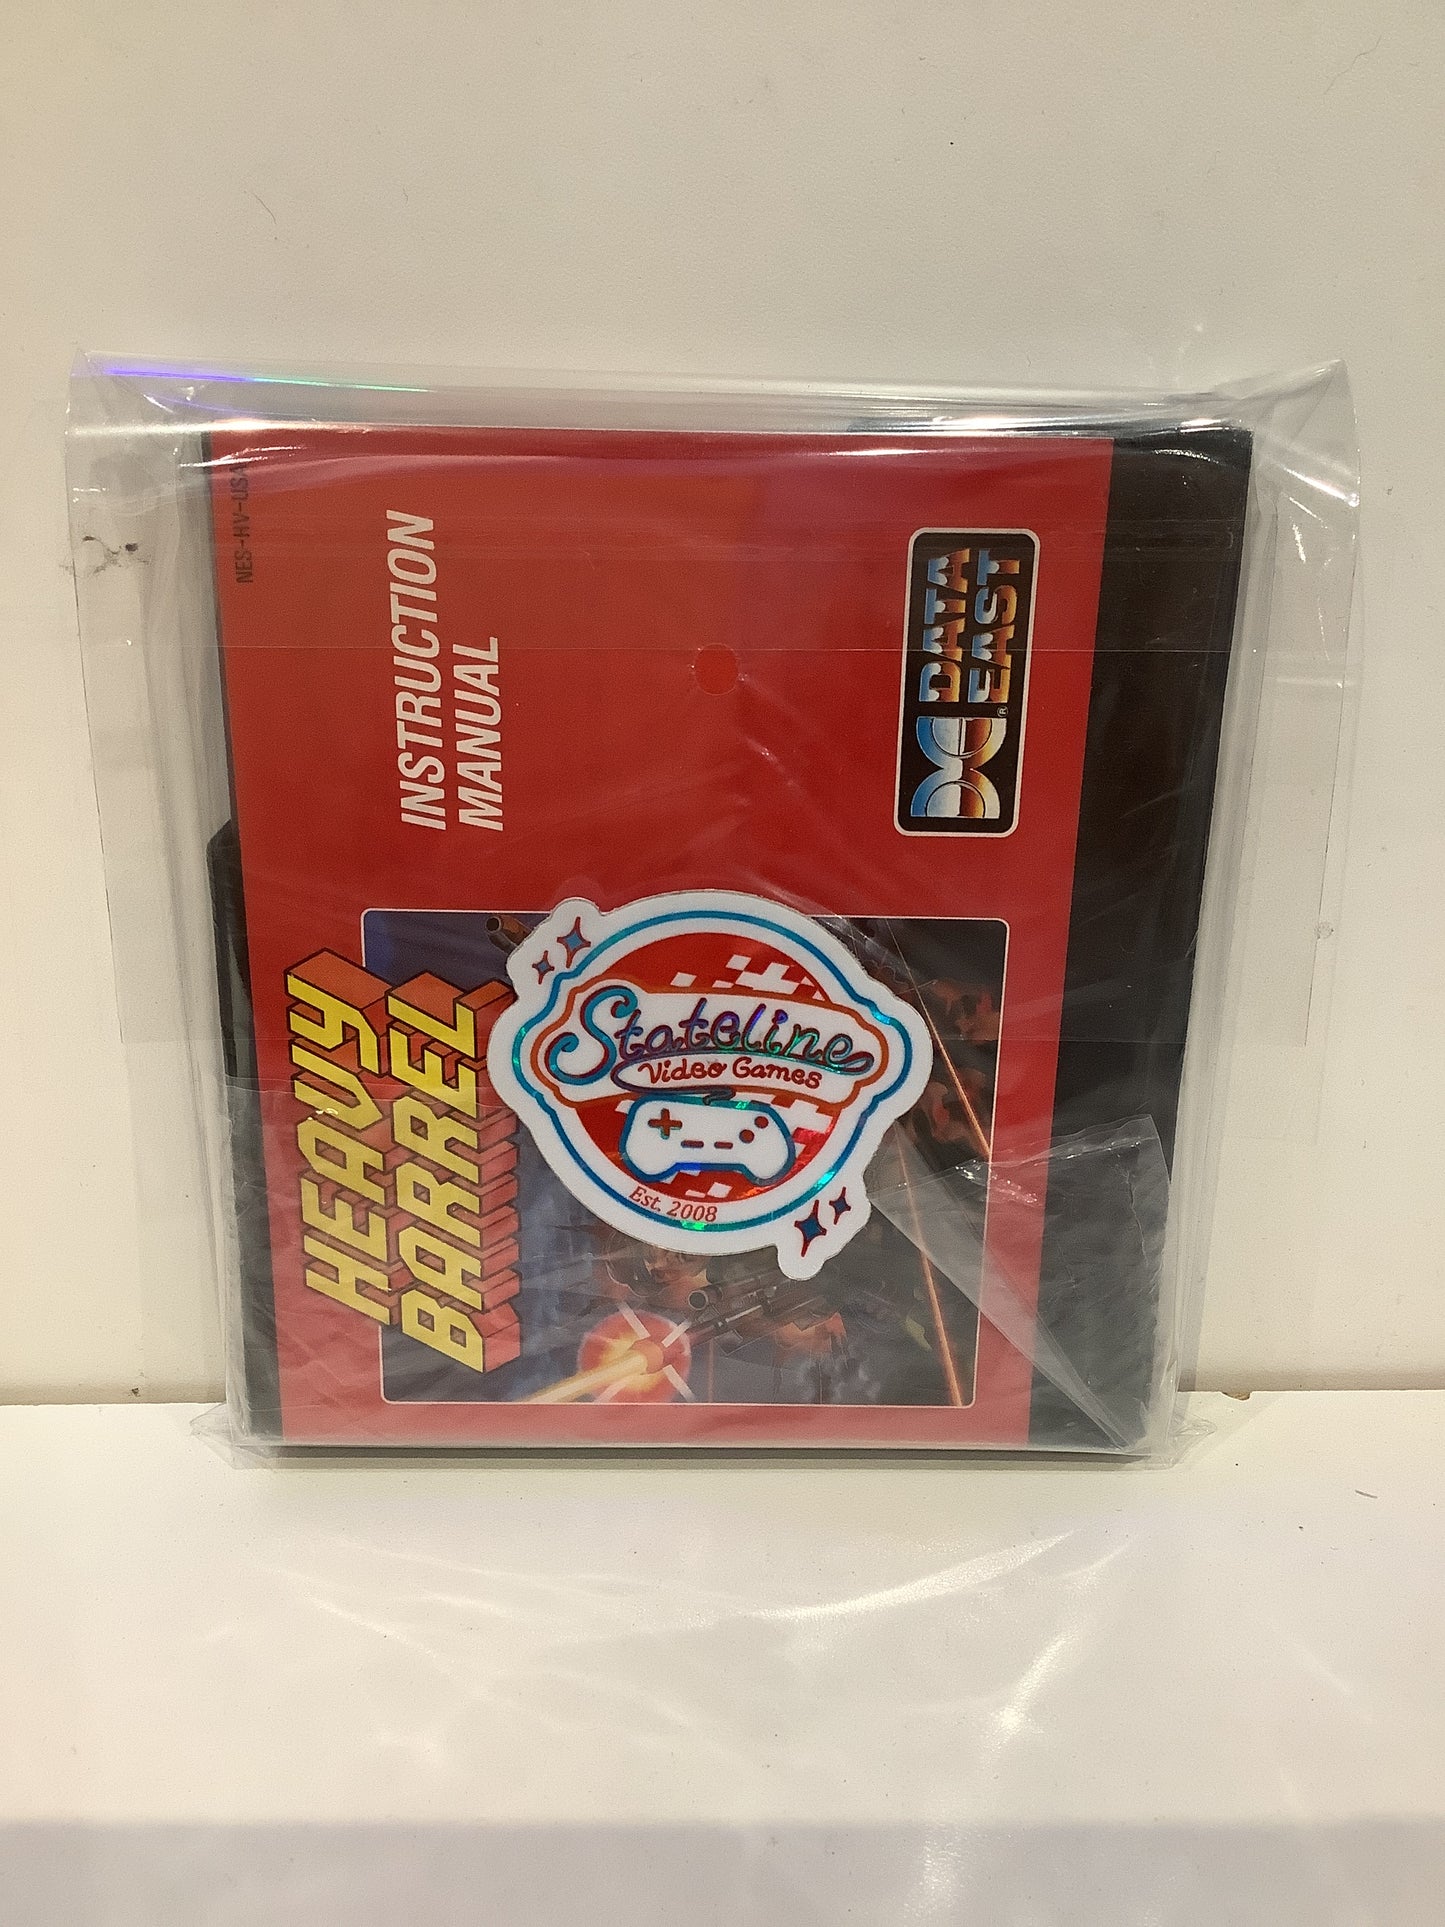 NES-HV-USA
INSTRUCTION
MANUAL
DATA
EAST
®
HEAVY
BARREL
Stateline
Video Games
Est. 2008